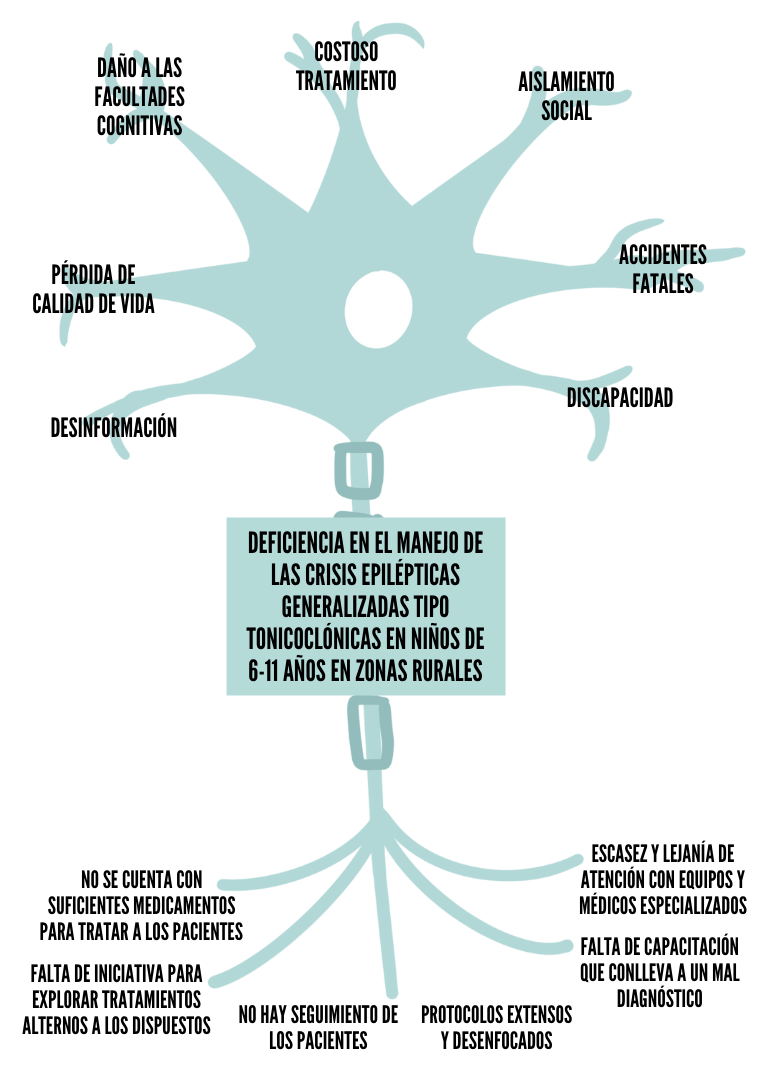 DAÑO A LAS
FACULTADES
COGNITIVAS
COSTOSO
TRATAMIENTO
AISLAMIENTO
SOCIAL
PÉRDIDA DE
CALIDAD DE VIDA
ACCIDENTES
FATALES
DESINFORMACIÓN
DISCAPACIDAD
DEFICIENCIA EN EL MANEJO DE
LAS CRISIS EPILÉPTICAS
GENERALIZADAS TIPO
TONICOCLÓNICAS EN NIÑOS DE
6-11 AÑOS EN ZONAS RURALES
NO SE CUENTA CON
SUFICIENTES MEDICAMENTOS
PARA TRATAR A LOS PACIENTES
ESCASEZ Y LEJANÍA DE
ATENCIÓN CON EQUIPOS Y
MÉDICOS ESPECIALIZADOS
FALTA DE INICIATIVA PARA
EXPLORAR TRATAMIENTOS
ALTERNOS A LOS DISPUESTOS
NO HAY SEGUIMIENTO DE
LOS PACIENTES
PROTOCOLOS EXTENSOS
Y DESENFOCADOS
FALTA DE CAPACITACIÓN
QUE CONLLEVA A UN MAL
DIAGNÓSTICO